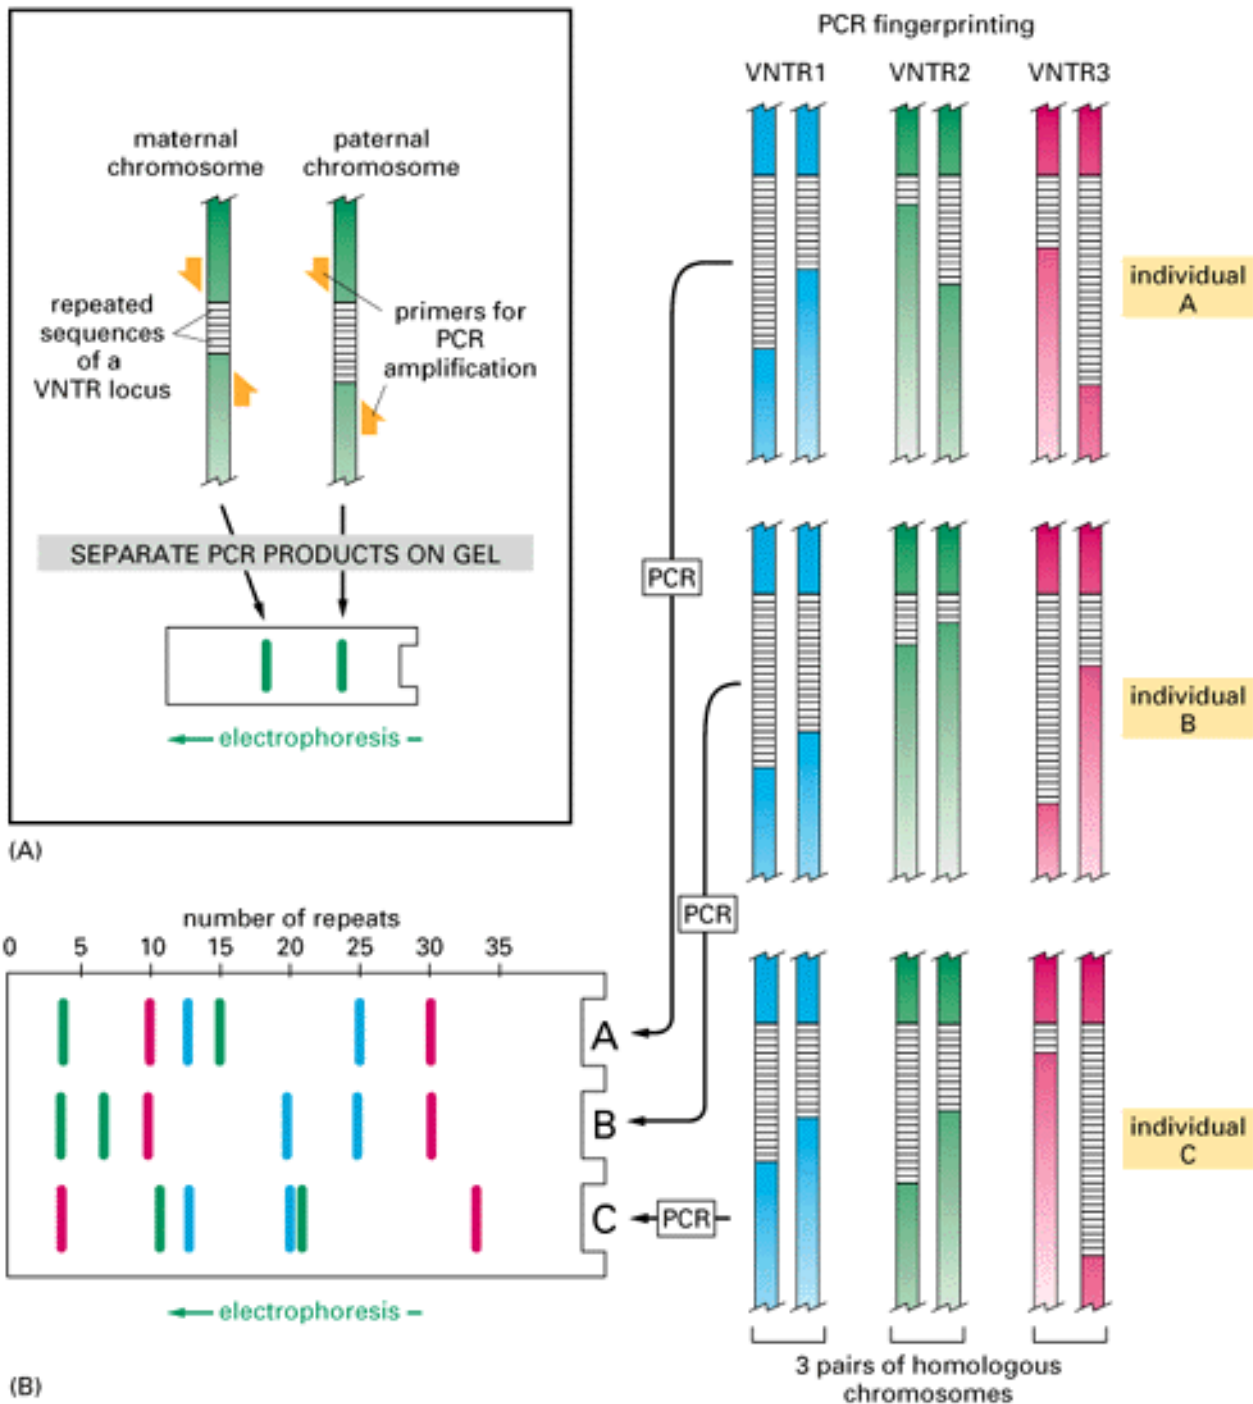 PCR fingerprinting
VNTR1 VNTR2 VNTR3
maternal
chromosome
paternal
chromosome
repeated
sequences
of a
VNTR locus
primers for
PCR
amplification
SEPARATE PCR PRODUCTS ON GEL
electrophoresis
(A)
individual
A
individual
B
individual
C
PCR
PCR
PCR
number of repeats
0 5 10 15 20 25 30 35
A
B
C
electrophoresis
(B)
3 pairs of homologous
chromosomes